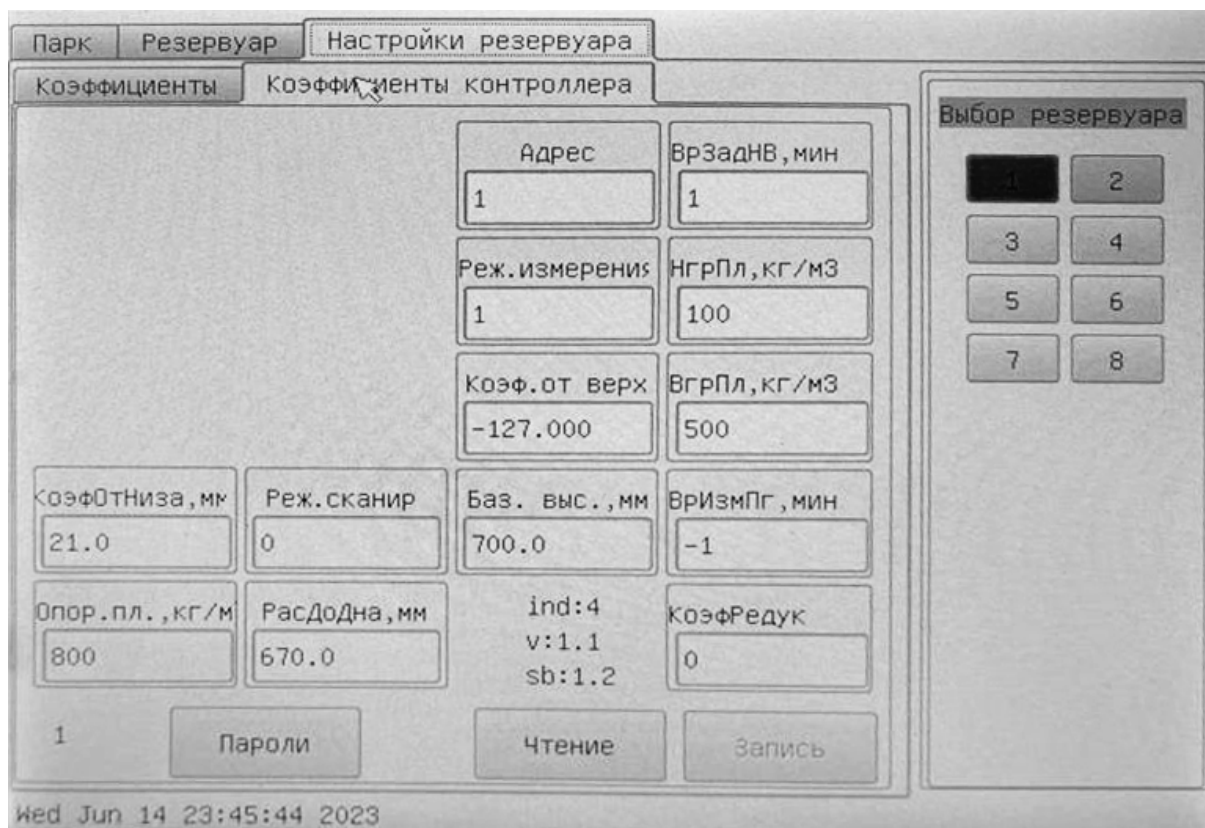 Парк Резервуар Настройки резервуара
Коэффициенты Коэффициенты контроллера
Выбор резервуара
1 2
3 4
5 6
7 8
Адрес ВрЗадНВ,мин
1 1
Реж.измерения НгрПл,кг/м3
1 100
Коэф.от верх ВгрПл,кг/м3
-127.000 500
КоэфОтНиза,мм Реж.сканир Баз. выс.,мм ВрИзмПг,мин
21.0 0 700.0 -1
Опор.пл.,кг/м РасДоДна,мм ind:4 КоэфРедук
v:1.1
800 670.0 sb:1.2 0
1 Пароли Чтение Запись
Wed Jun 14 23:45:44 2023